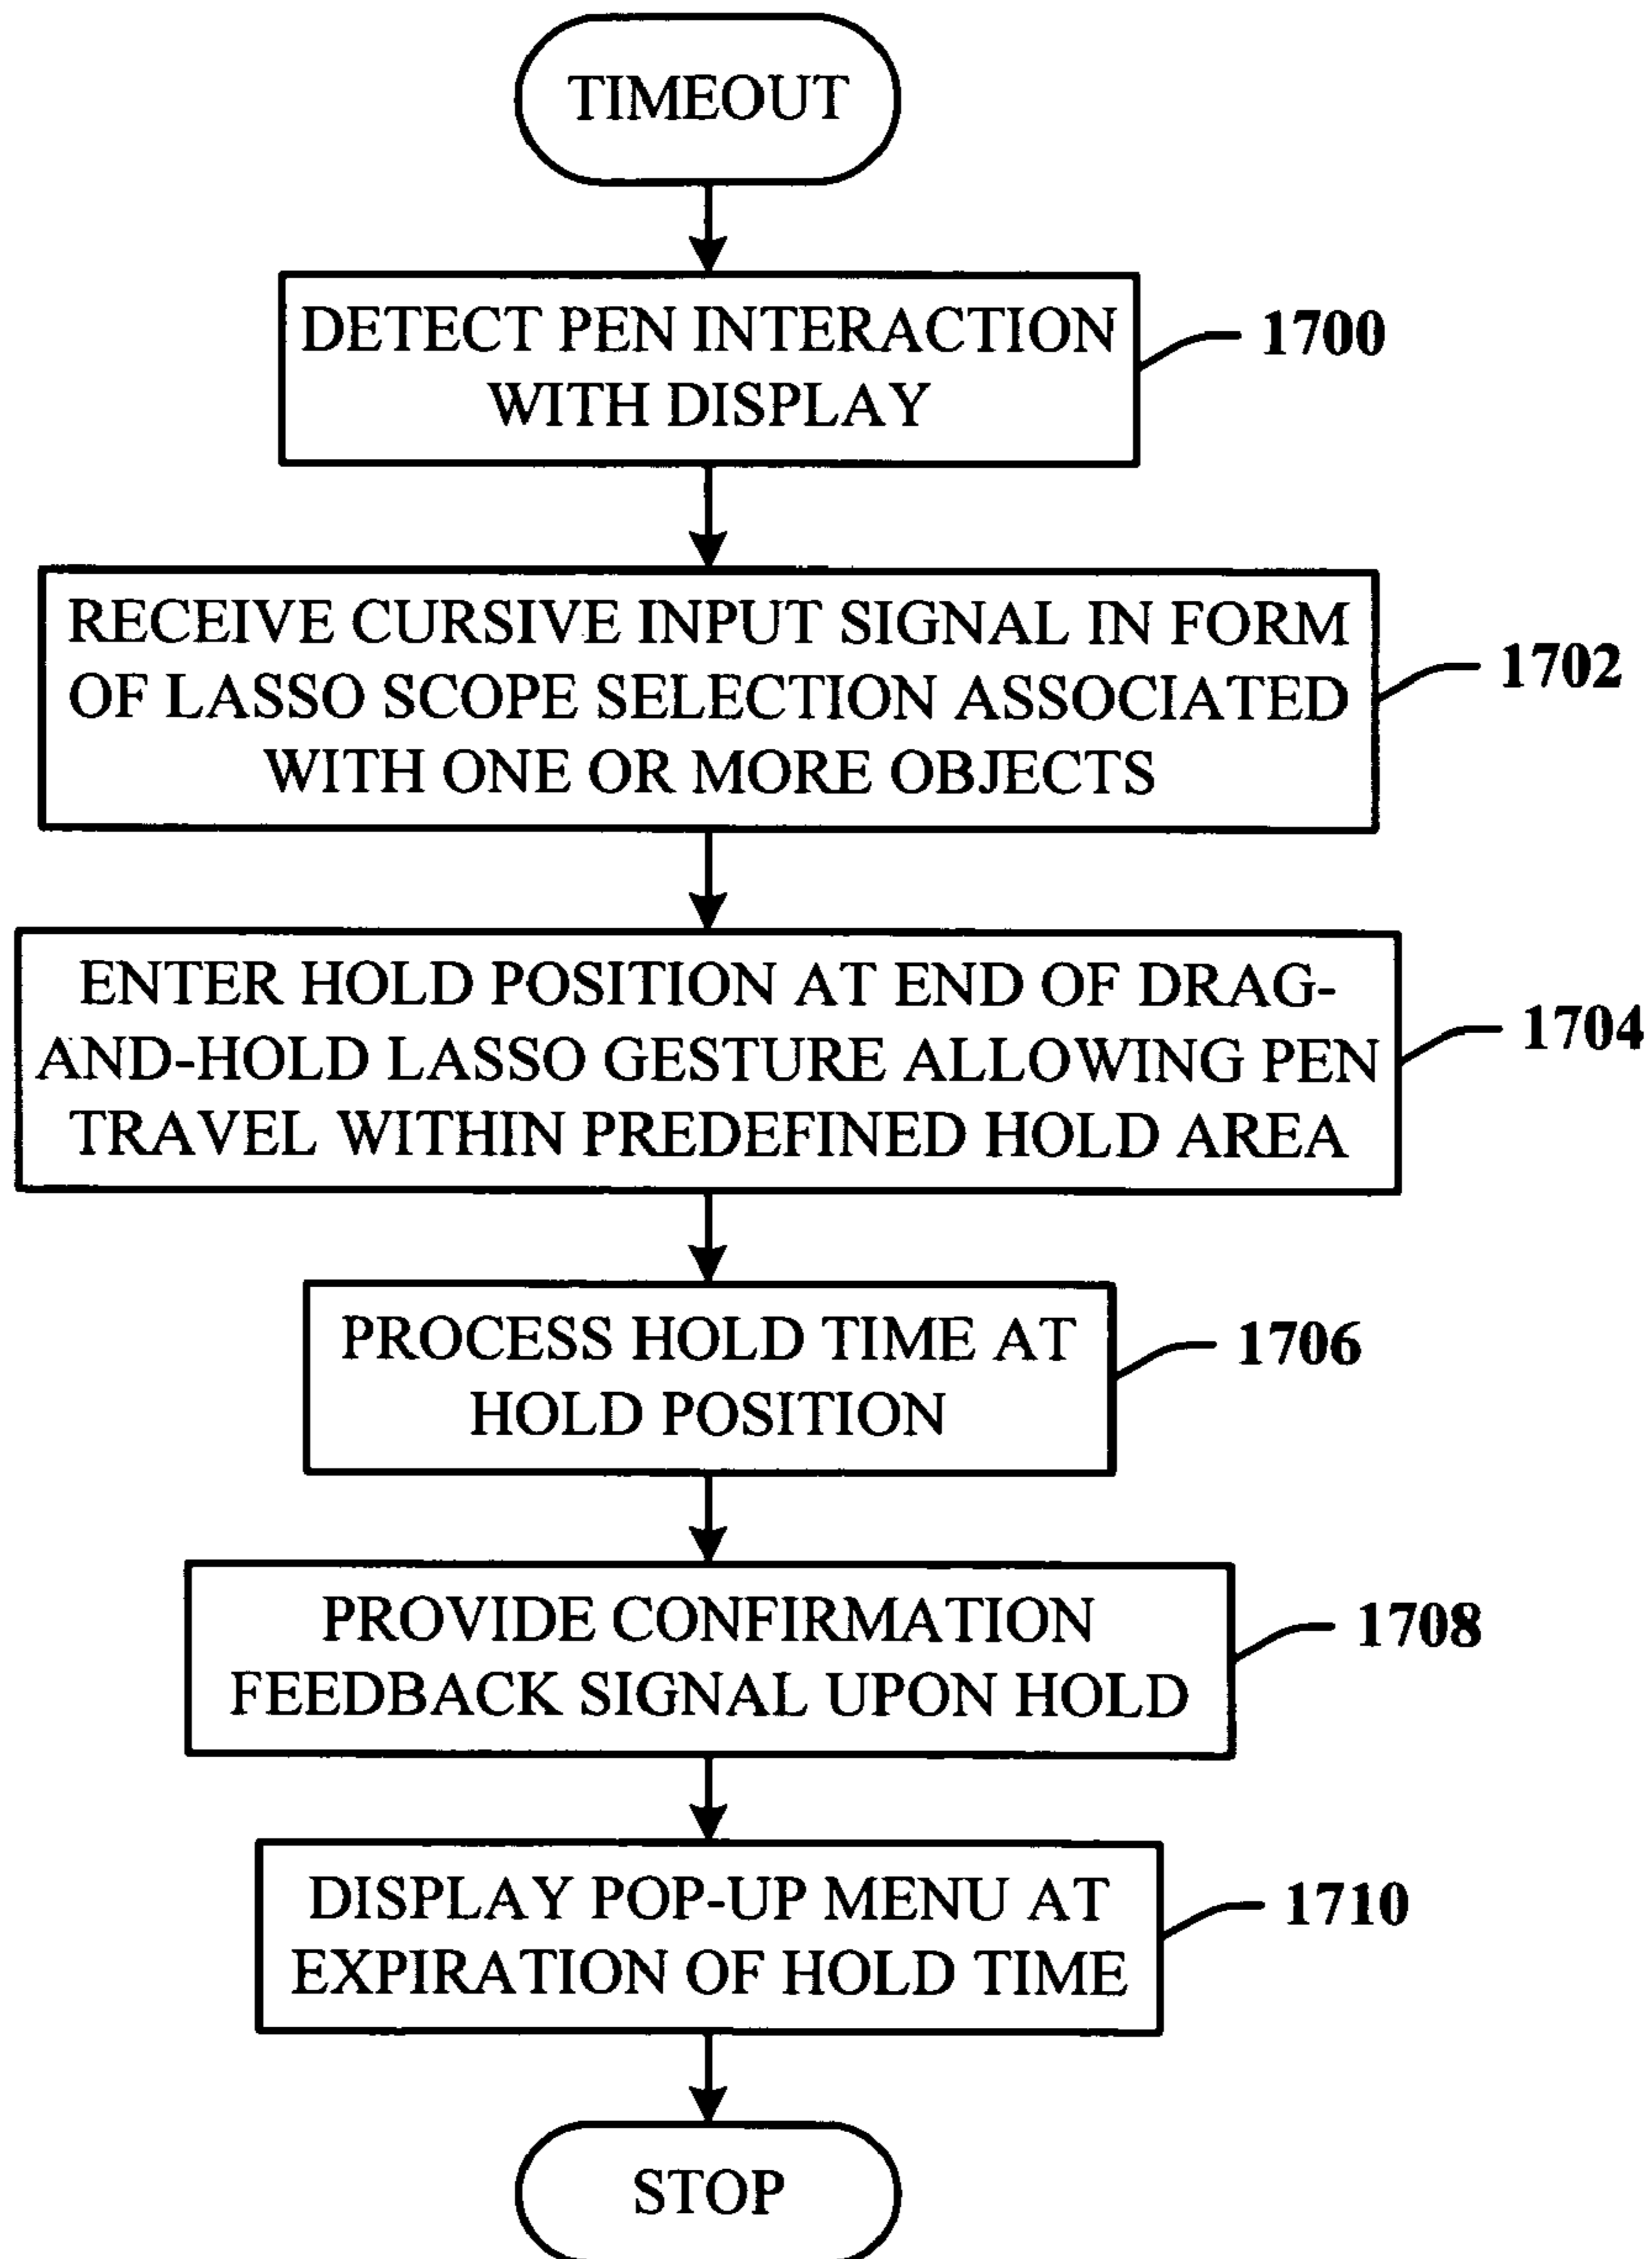 TIMEOUT
DETECT PEN INTERACTION
WITH DISPLAY
1700
RECEIVE CURSIVE INPUT SIGNAL IN FORM
OF LASSO SCOPE SELECTION ASSOCIATED
WITH ONE OR MORE OBJECTS
1702
ENTER HOLD POSITION AT END OF DRAG-
AND-HOLD LASSO GESTURE ALLOWING PEN
TRAVEL WITHIN PREDEFINED HOLD AREA
1704
PROCESS HOLD TIME AT
HOLD POSITION
1706
PROVIDE CONFIRMATION
FEEDBACK SIGNAL UPON HOLD
1708
DISPLAY POP-UP MENU AT
EXPIRATION OF HOLD TIME
1710
STOP